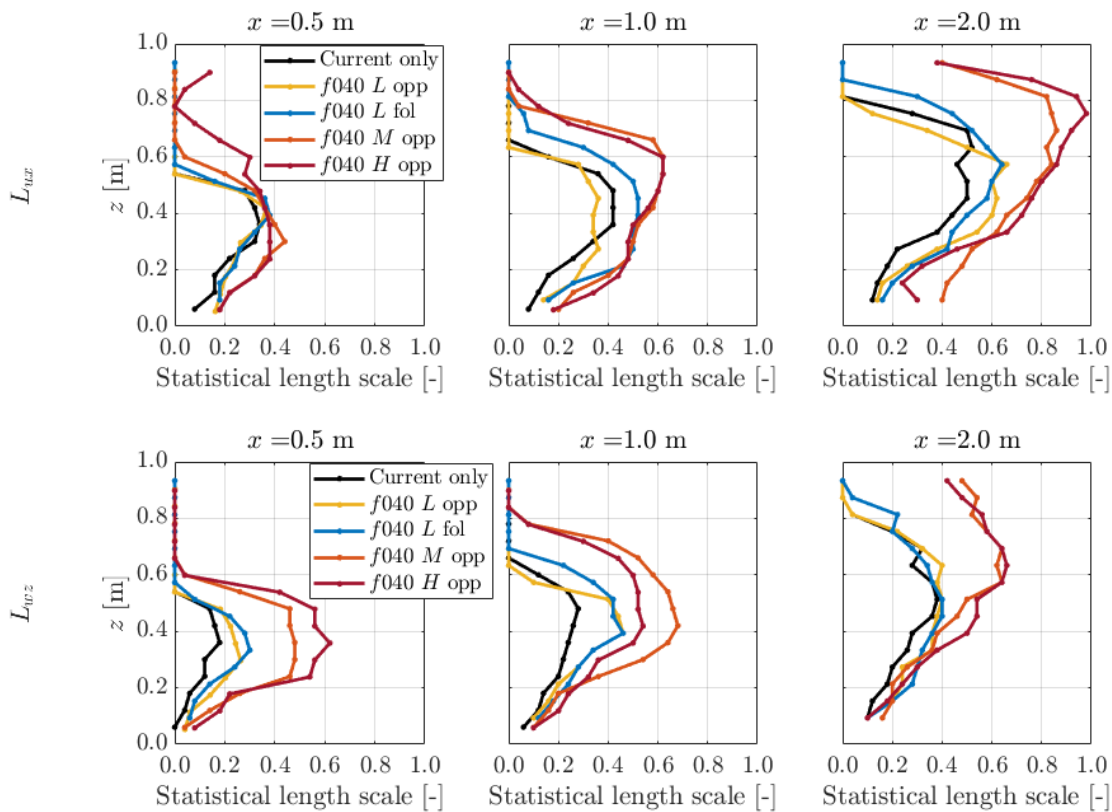 x =0.5 m
x =1.0 m
x =2.0 m
L_ux
z [m]
1.0
0.8
0.6
0.4
0.2
0.0
Current only
f040 L opp
f040 L fol
f040 M opp
f040 H opp
0.0 0.2 0.4 0.6 0.8 1.0
0.0 0.2 0.4 0.6 0.8 1.0
0.0 0.2 0.4 0.6 0.8 1.0
Statistical length scale [-]
Statistical length scale [-]
Statistical length scale [-]
x =0.5 m
x =1.0 m
x =2.0 m
L_wz
z [m]
1.0
0.8
0.6
0.4
0.2
0.0
Current only
f040 L opp
f040 L fol
f040 M opp
f040 H opp
0.0 0.2 0.4 0.6 0.8 1.0
0.0 0.2 0.4 0.6 0.8 1.0
0.0 0.2 0.4 0.6 0.8 1.0
Statistical length scale [-]
Statistical length scale [-]
Statistical length scale [-]